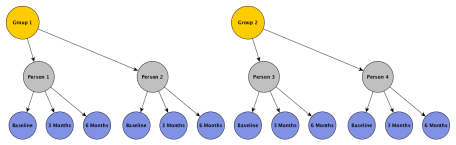 Group 1
Group 2
Person 1
Person 2
Person 3
Person 4
Baseline
3 Months
6 Months
Baseline
3 Months
6 Months
Baseline
3 Months
6 Months
Baseline
3 Months
6 Months